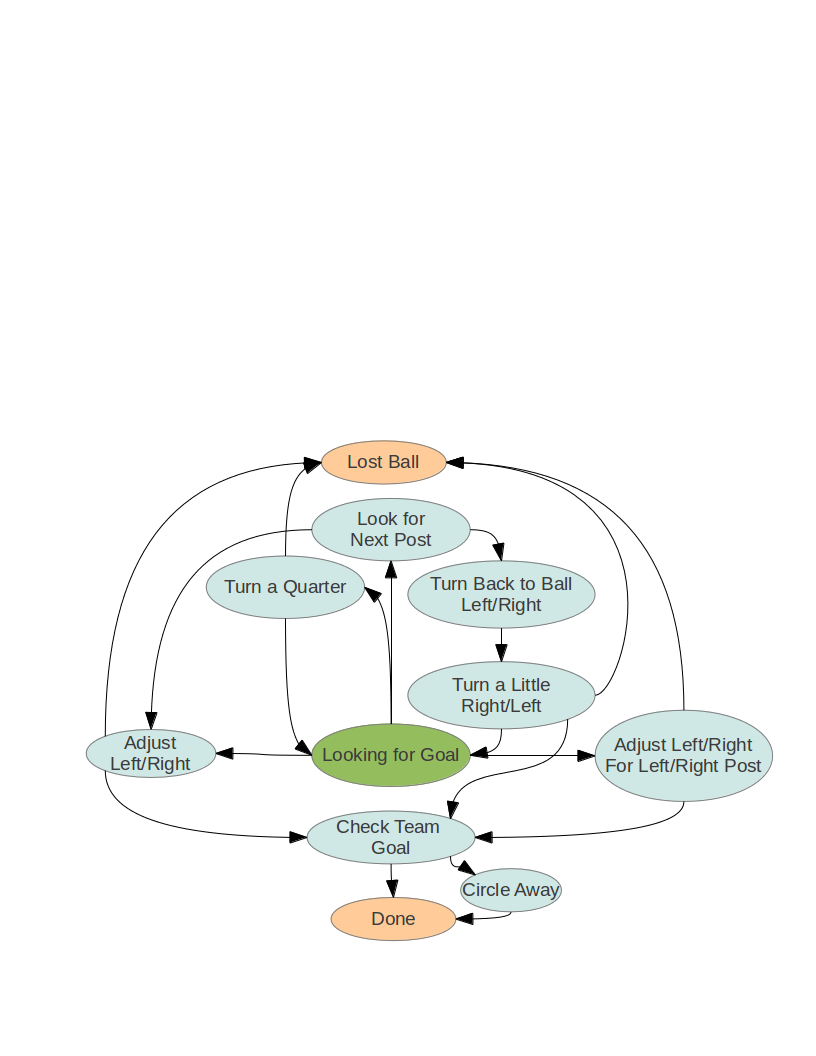 Lost Ball
Look for
Next Post
Turn a Quarter
Turn Back to Ball
Left/Right
Turn a Little
Right/Left
Adjust
Left/Right
Looking for Goal
Adjust Left/Right
For Left/Right Post
Check Team
Goal
Circle Away
Done